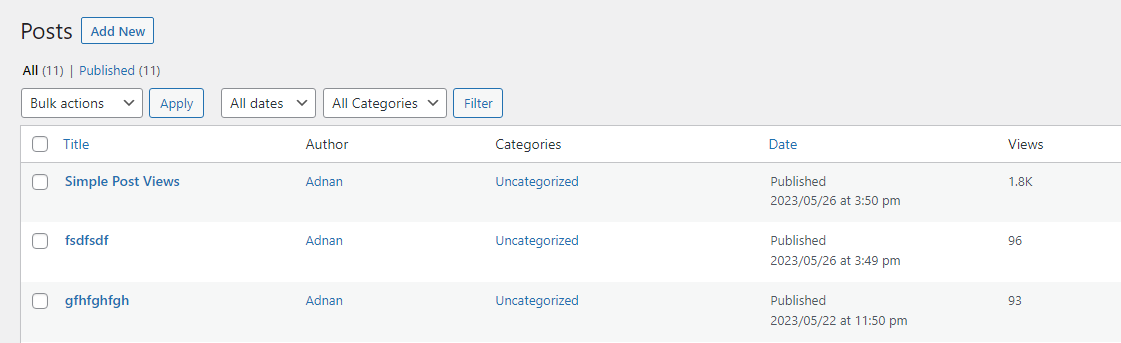 Posts Add New
All (11) | Published (11)
Bulk actions Apply All dates All Categories Filter
Title Author Categories Date Views
Simple Post Views Adnan Uncategorized Published 1.8K
2023/05/26 at 3:50 pm
fsdfsdf Adnan Uncategorized Published 96
2023/05/26 at 3:49 pm
gfhfghfgh Adnan Uncategorized Published 93
2023/05/22 at 11:50 pm